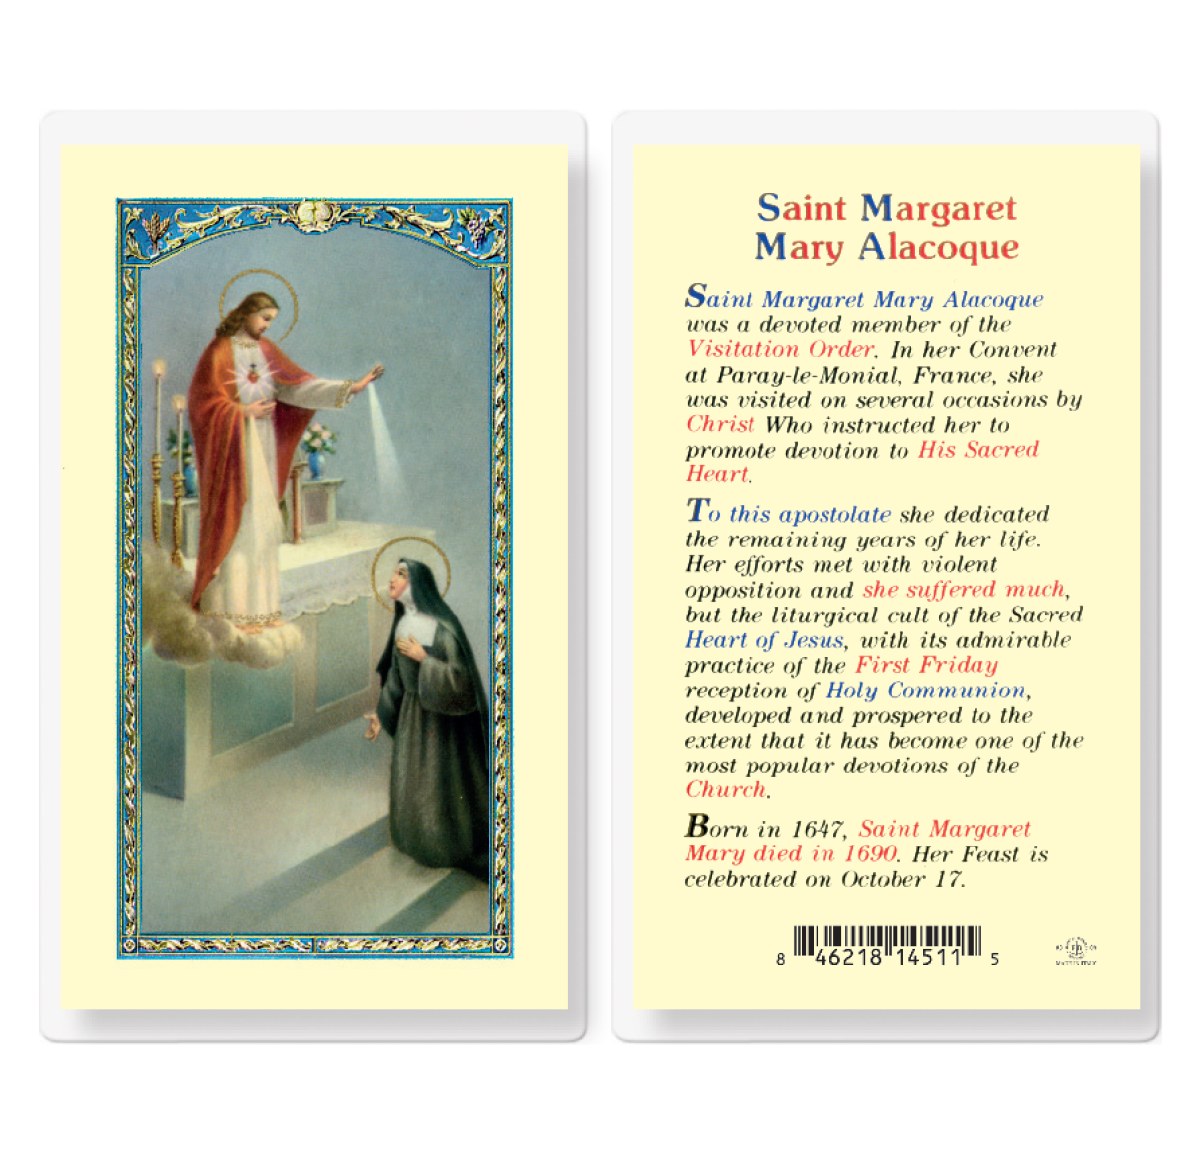 Saint Margaret
Mary Alacoque
Saint Margaret Mary Alacoque
was a devoted member of the
Visitation Order. In her Convent
at Paray-le-Monial, France, she
was visited on several occasions by
Christ Who instructed her to
promote devotion to His Sacred
Heart.
To this apostolate she dedicated
the remaining years of her life.
Her efforts met with violent
opposition and she suffered much,
but the liturgical cult of the Sacred
Heart of Jesus, with its admirable
practice of the First Friday
reception of Holy Communion,
developed and prospered to the
extent that it has become one of the
most popular devotions of the
Church.
Born in 1647, Saint Margaret
Mary died in 1690. Her Feast is
celebrated on October 17.
8 46218 14511 5